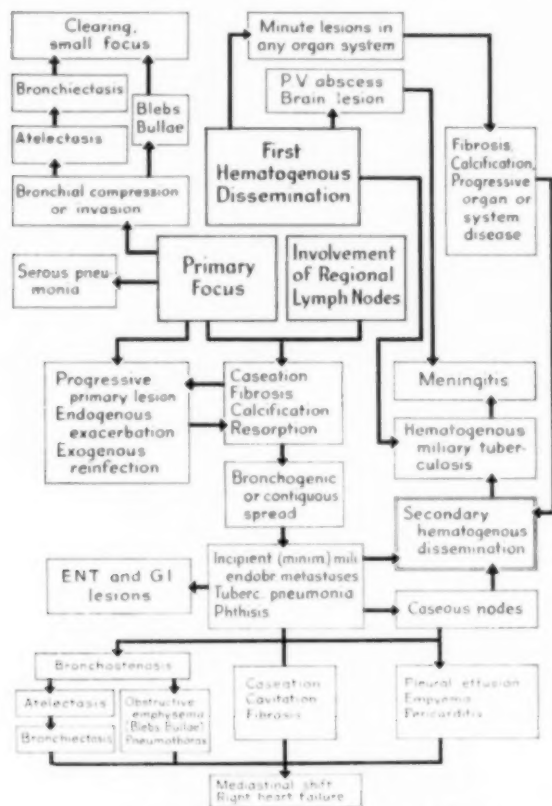 Clearing,
small focus
Bronchiectasis
Blebs
Bullae
Atelectasis
Bronchial compression
or invasion
Minute lesions in
any organ system
PV abscess
Brain lesion
First
Hematogenous
Dissemination
Fibrosis,
Calcification,
Progressive
organ or
system
disease
Serous pneu-
monia
Primary
Focus
Involvement
of Regional
Lymph Nodes
Progressive
primary lesion
Endogenous
exacerbation
Exogenous
reinfection
Caseation
Fibrosis
Calcification
Resorption
Meningitis
Hematogenous
miliary tuber-
culosis
Bronchogenic
or contiguous
spread
Secondary
hematogenous
dissemination
ENT and GI
lesions
Incipient (minim) mili
endobr. metastases
Tuberc. pneumonia
Phthisis
Caseous nodes
Bronchostenosis
Atelectasis
Bronchiectasis
Obstructive
emphysema
(Blebs, Bullae)
Pneumothorax
Caseation
Cavitation
Fibrosis
Pleural effusion
Empyema
Pericarditis
Mediastinal shift
Right heart failure